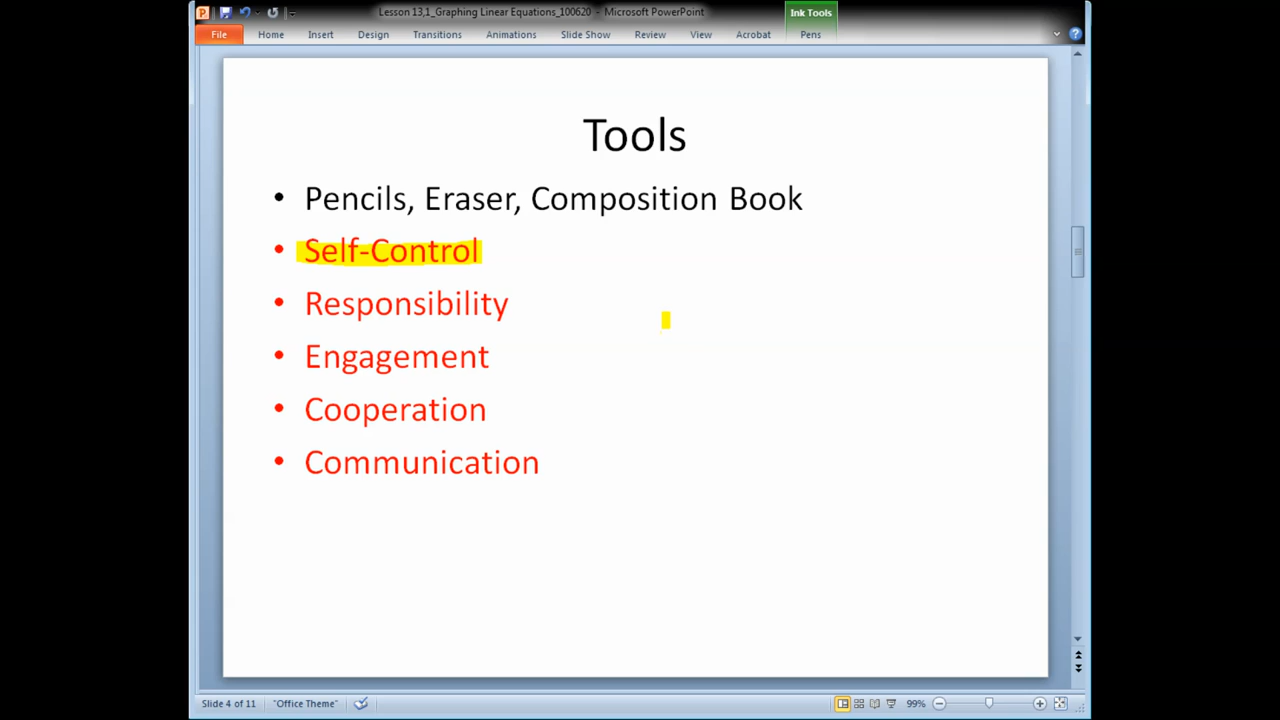 Lesson 13,1_Graphing Linear Equations_100620 - Microsoft PowerPoint
Ink Tools
File Home Insert Design Transitions Animations Slide Show Review View Acrobat Pens
Tools
• Pencils, Eraser, Composition Book
• Self-Control
• Responsibility
• Engagement
• Cooperation
• Communication
Slide 4 of 11 "Office Theme" 99%